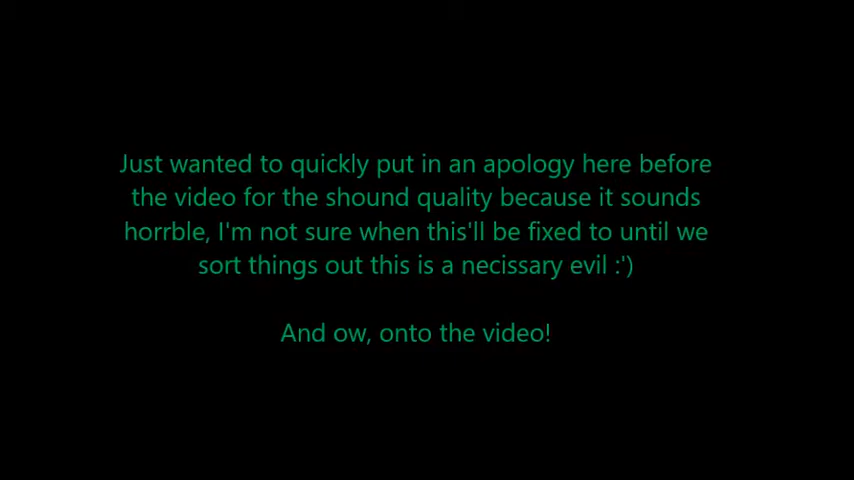 Just wanted to quickly put in an apology here before
the video for the shound quality because it sounds
horrble, I'm not sure when this'll be fixed to until we
sort things out this is a necissary evil :')
And ow, onto the video!